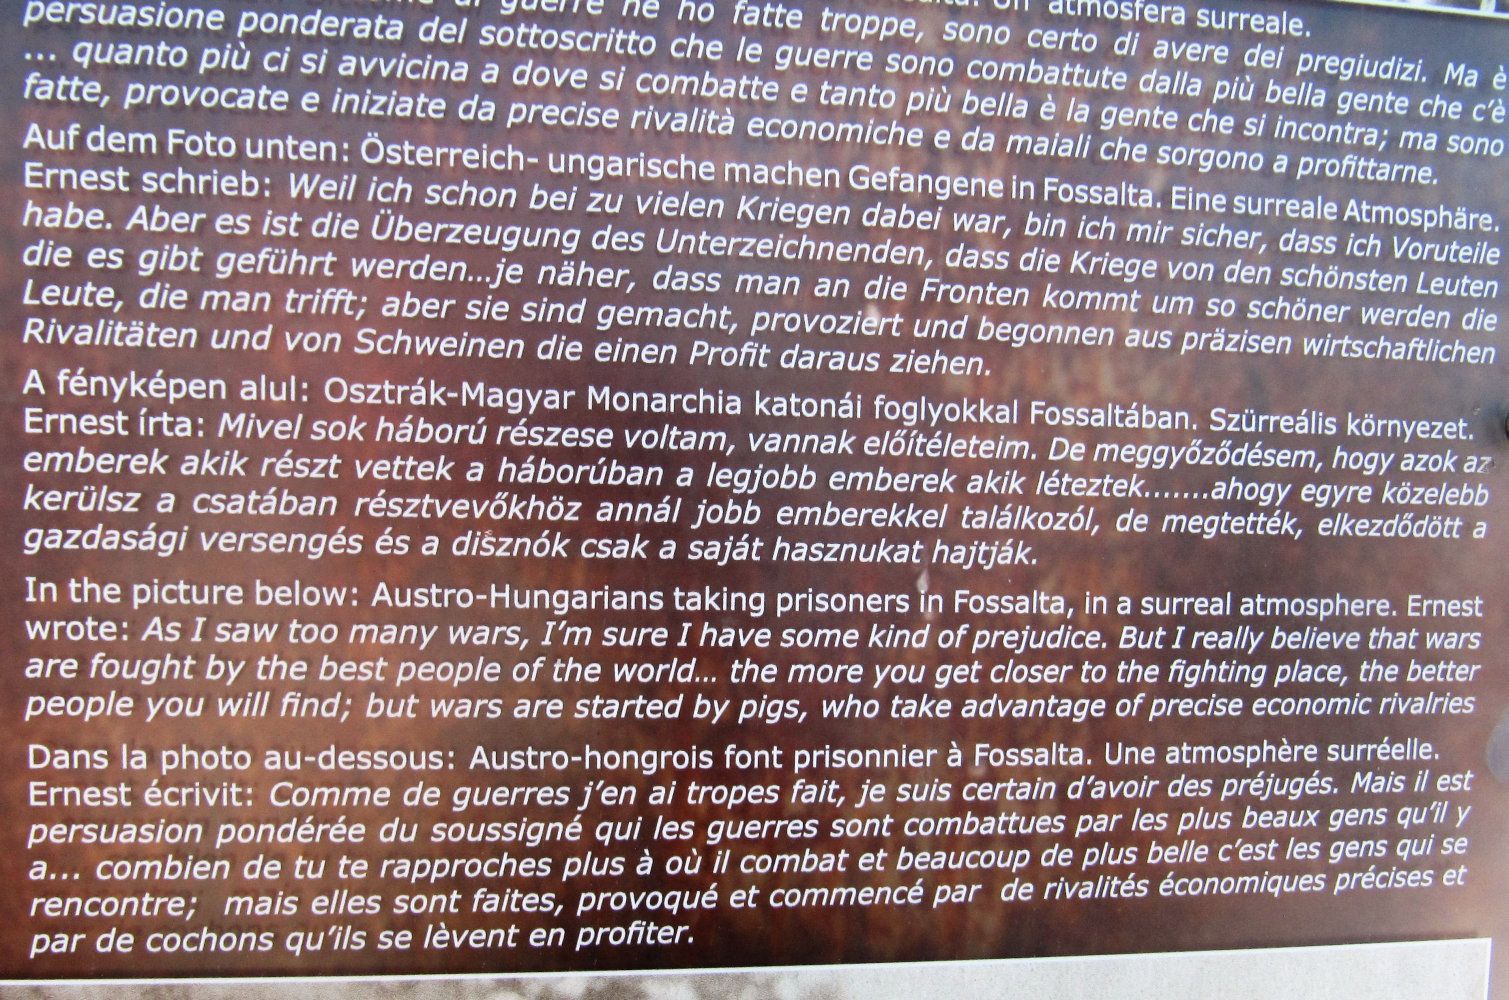 guerre ne ho fatte troppe, sono certo di avere dei pregiudizi. Ma è
Un atmosfera surreale.
persuasione ponderata del sottoscritto che le guerre sono combattute dalla più bella gente che c'è
... quanto più ci si avvicina a dove si combatte e tanto più bella è la gente che si incontra; ma sono
fatte, provocate e iniziate da precise rivalità economiche e da maiali che sorgono a profittarne.
Auf dem Foto unten: Österreich- ungarische machen Gefangene in Fossalta. Eine surreale Atmosphäre.
Ernest schrieb: Weil ich schon bei zu vielen Kriegen dabei war, bin ich mir sicher, dass ich Voruteile
habe. Aber es ist die Überzeugung des Unterzeichnenden, dass die Kriege von den schönsten Leuten
die es gibt geführt werden...je näher, dass man an die Fronten kommt um so schöner werden die
Leute, die man trifft; aber sie sind gemacht, provoziert und begonnen aus präzisen wirtschaftlichen
Rivalitäten und von Schweinen die einen Profit daraus ziehen.
A fényképen alul: Osztrák-Magyar Monarchia katonái foglyokkal Fossaltában. Szürreális környezet.
Ernest írta: Mivel sok háború részese voltam, vannak előítéleteim. De meggyőződésem, hogy azok az
emberek akik részt vettek a háborúban a legjobb emberek akik léteztek.......ahogy egyre közelebb
kerülsz a csatában résztvevőkhöz annál jobb emberekkel találkozól, de megtették, elkezdődött a
gazdasági versengés és a disznók csak a saját hasznukat hajtják.
In the picture below: Austro-Hungarians taking prisoners in Fossalta, in a surreal atmosphere. Ernest
wrote: As I saw too many wars, I'm sure I have some kind of prejudice. But I really believe that wars
are fought by the best people of the world... the more you get closer to the fighting place, the better
people you will find; but wars are started by pigs, who take advantage of precise economic rivalries
Dans la photo au-dessous: Austro-hongrois font prisonnier à Fossalta. Une atmosphère surréelle.
Ernest écrivit: Comme de guerres j'en ai tropes fait, je suis certain d'avoir des préjugés. Mais il est
persuasion pondérée du soussigné qui les guerres sont combattues par les plus beaux gens qu'il y
a... combien de tu te rapproches plus à où il combat et beaucoup de plus belle c'est les gens qui se
rencontre; mais elles sont faites, provoqué et commencé par de rivalités économiques précises et
par de cochons qu'ils se lèvent en profiter.